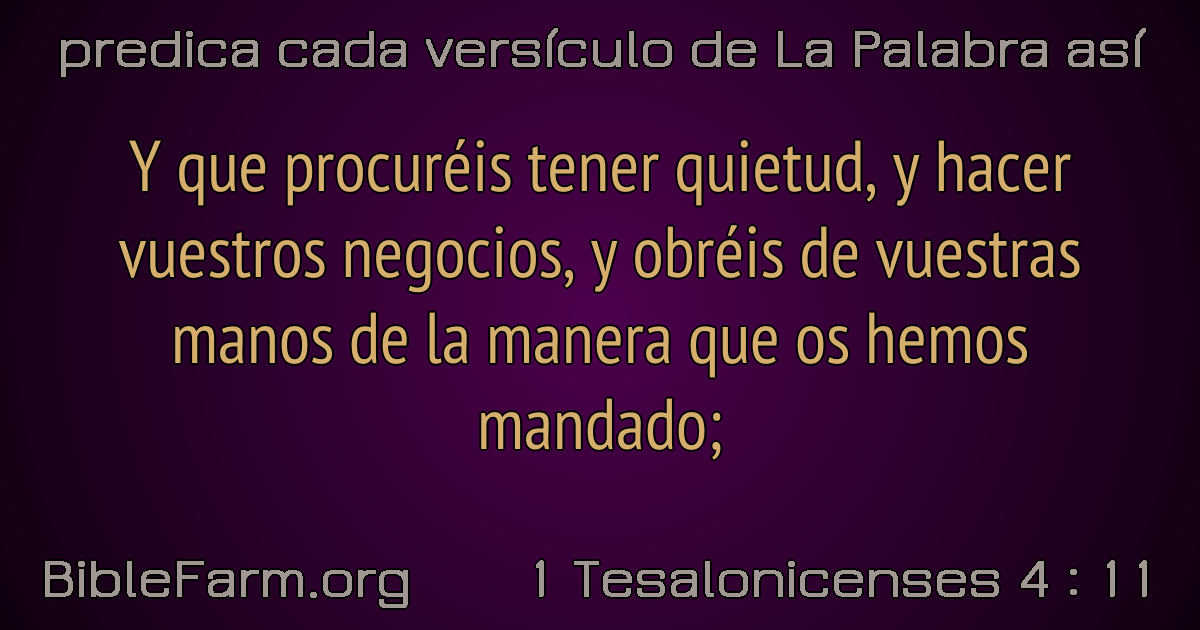 predica cada versículo de La Palabra así
Y que procuréis tener quietud, y hacer
vuestros negocios, y obréis de vuestras
manos de la manera que os hemos
mandado;
BibleFarm.org 1 Tesalonicenses 4 : 11